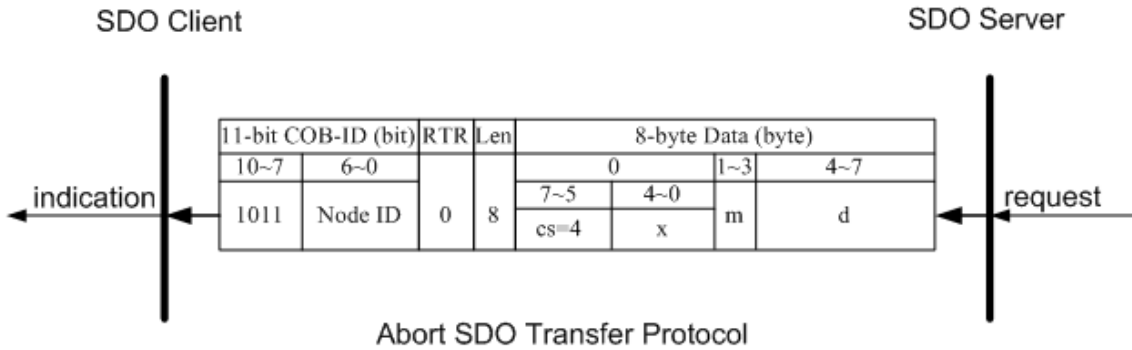 SDO Client SDO Server
11-bit COB-ID (bit) RTR Len 8-byte Data (byte)
10~7 6~0 0 1~3 4~7
indication 7~5 4~0 request
1011 Node ID 0 8 m d
cs=4 x
Abort SDO Transfer Protocol